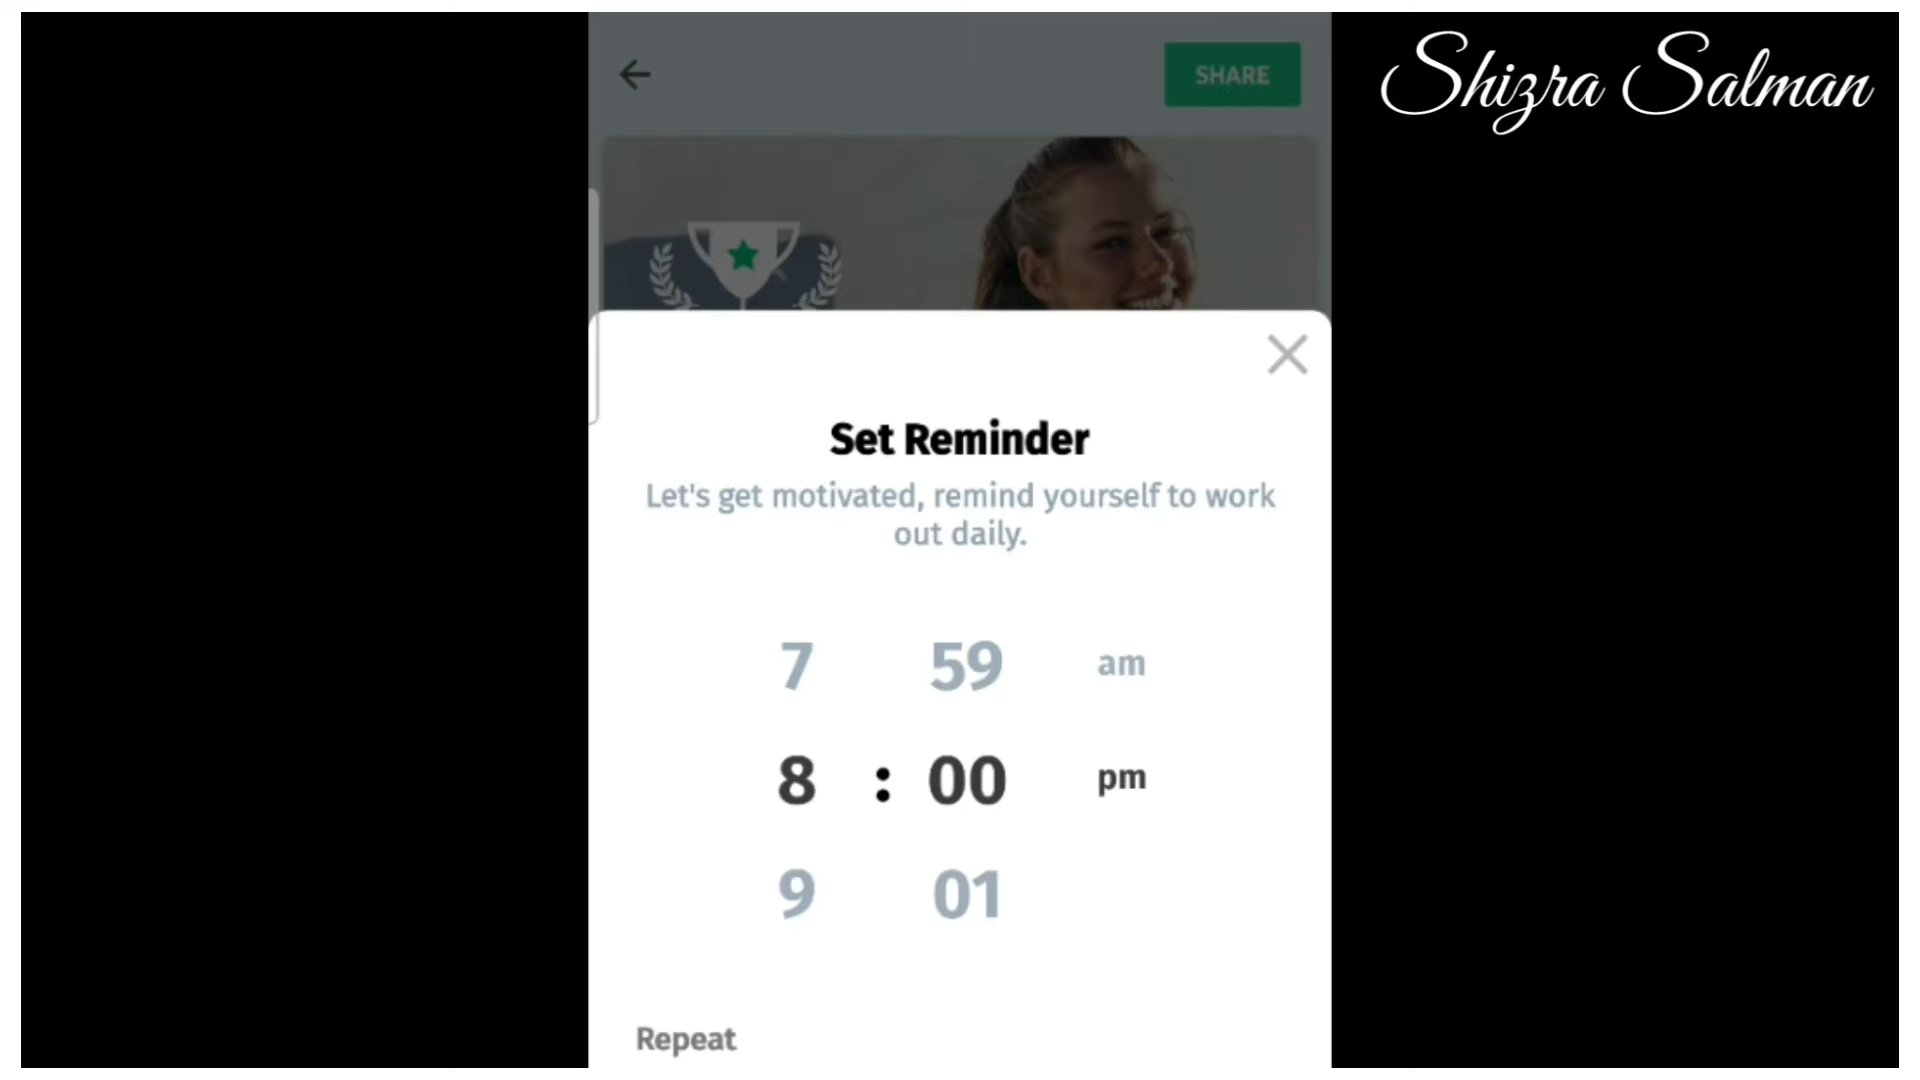 SHARE
Shizra Salman
Set Reminder
Let's get motivated, remind yourself to work
out daily.
7 59 am
8 : 00 pm
9 01
Repeat